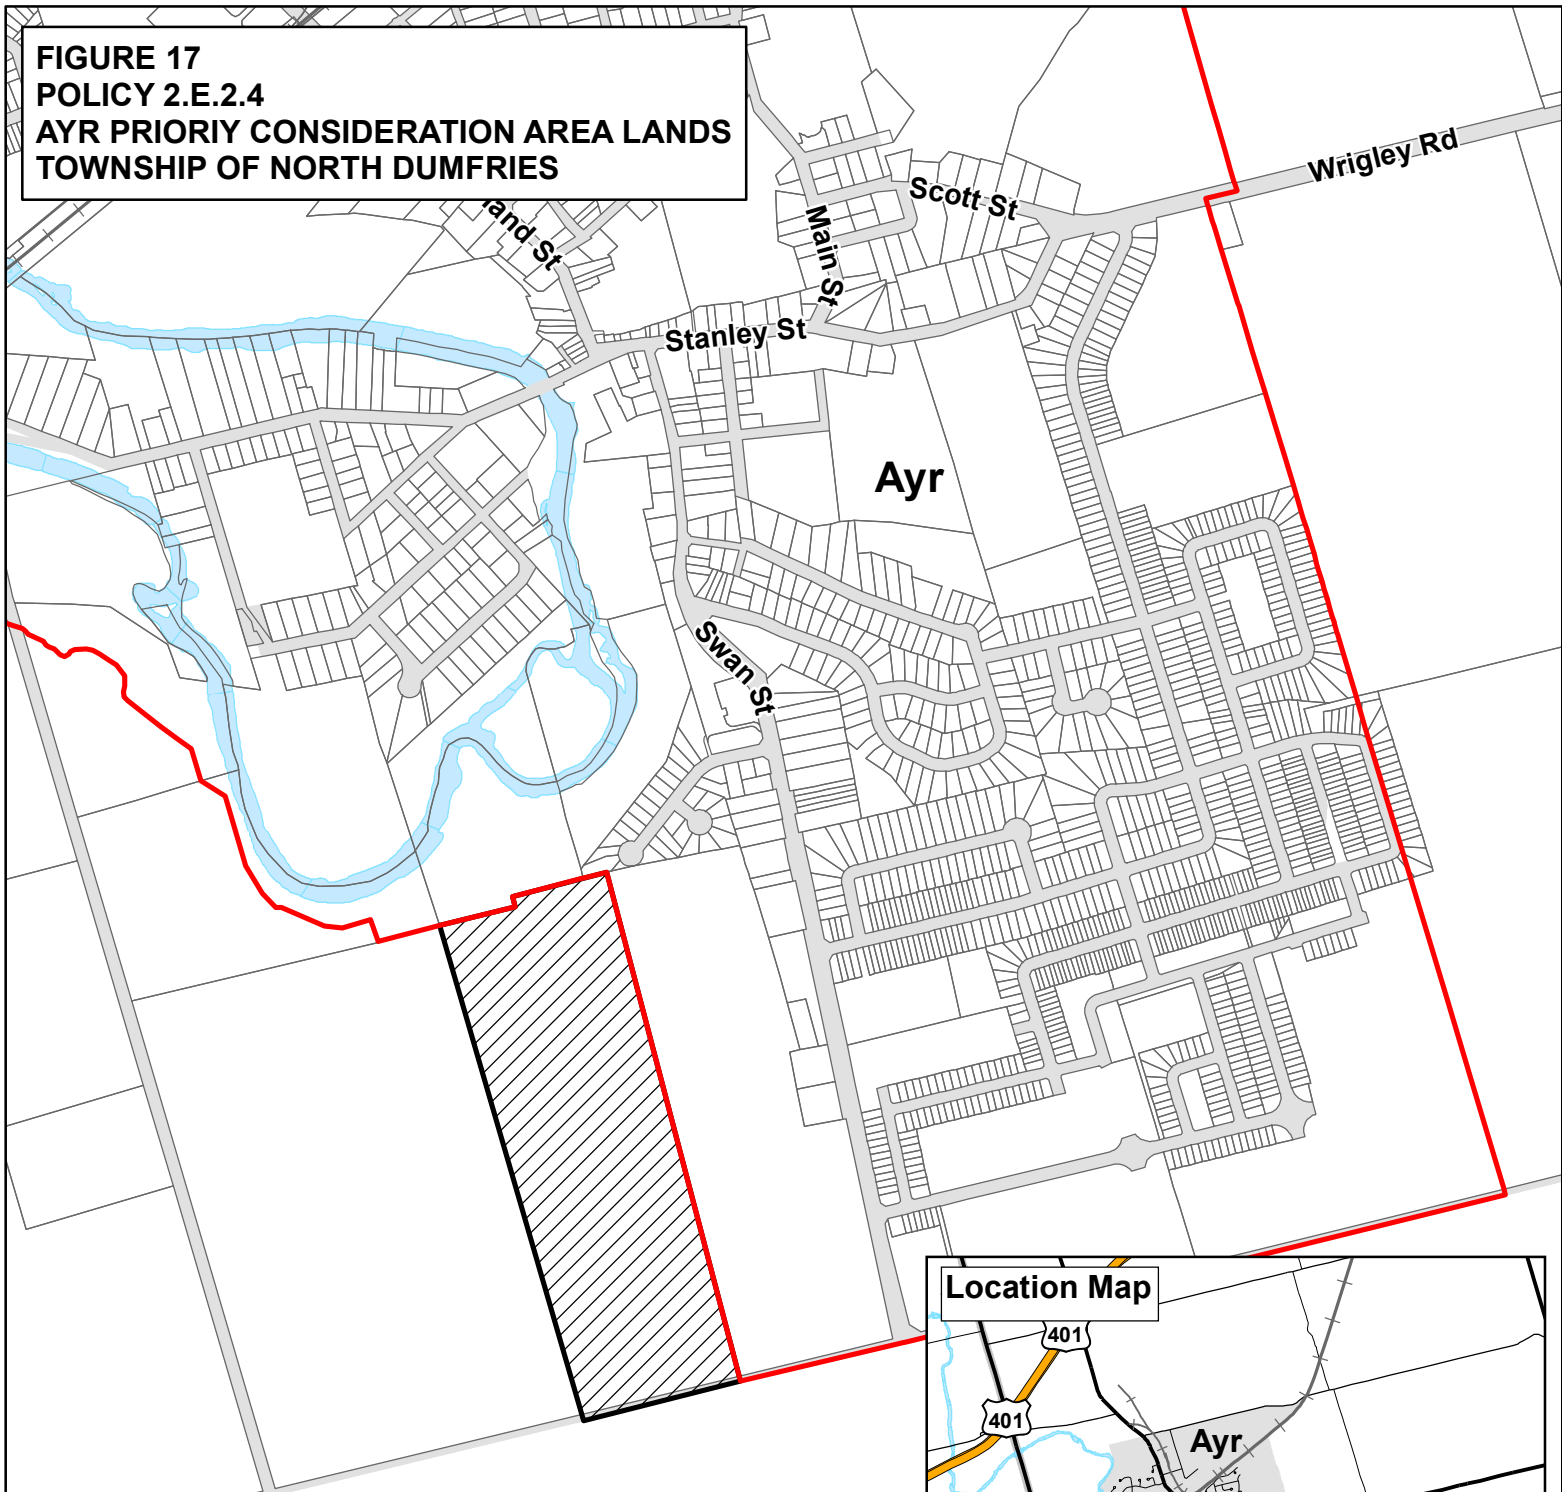 FIGURE 17
POLICY 2.E.2.4
AYR PRIORIY CONSIDERATION AREA LANDS
TOWNSHIP OF NORTH DUMFRIES
Wrigley Rd
Scott St
Main St
St
Stanley St
Ayr
Swan St
Location Map
401
401
Ayr